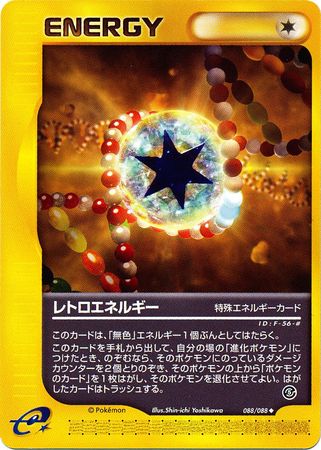 ENERGY
レトロエネルギー
特殊エネルギーカード
ID:F-56-#
このカードは、「無色」エネルギー1個ぶんとしてはたらく。
このカードを手札から出して、自分の場の「進化ポケモン」
につけたとき、のぞむなら、そのポケモンにのっているダメージ
カウンターを2個とりのぞき、そのポケモンの上から「ポケモン
カード」を1枚はがし、そのポケモンを退化させてよい。はが
したカードはトラッシュする。
© Pokémon Illus.Shin-ichi Yoshikawa 088/088 ◆
e